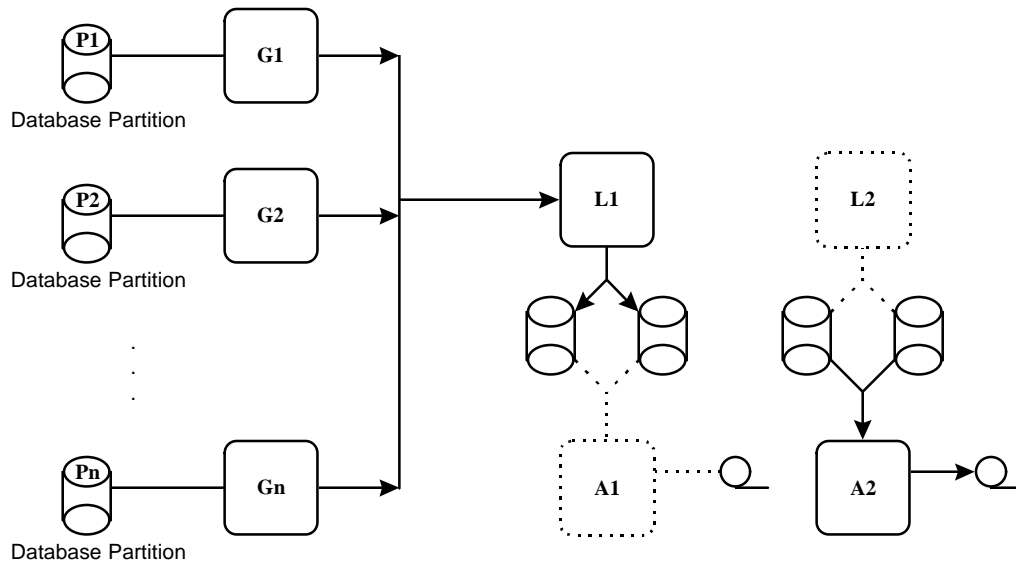 P1
G1
Database Partition
P2
G2
L1
L2
Database Partition
.
.
.
Pn
Gn
A1
A2
Database Partition